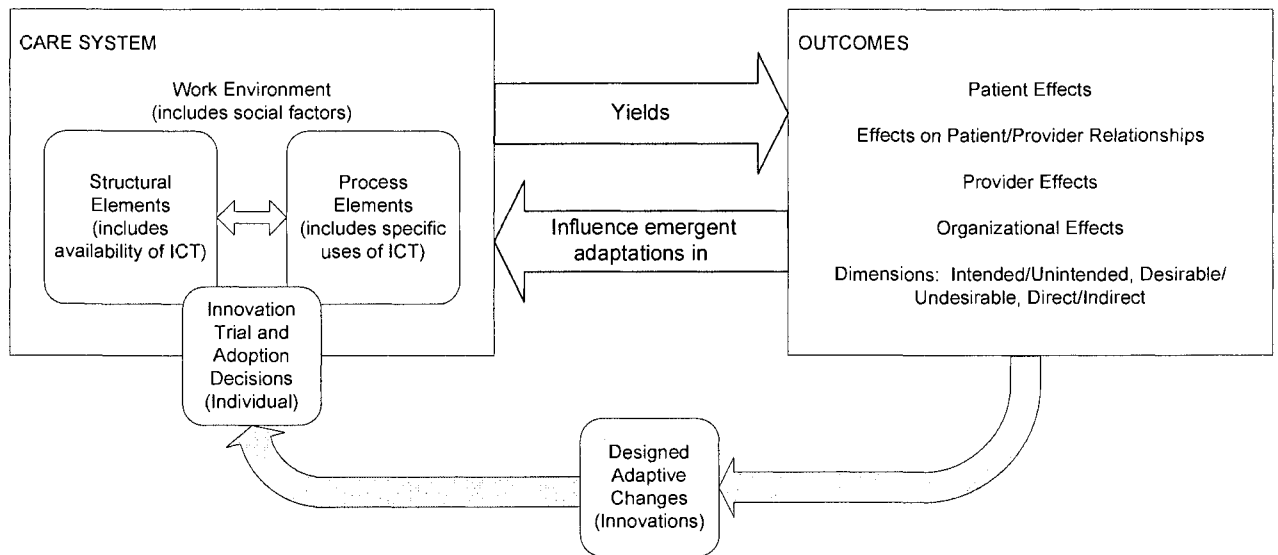 CARE SYSTEM
Work Environment
(includes social factors)
Structural
Elements
(includes
availability of ICT)
Process
Elements
(includes specific
uses of ICT)
Innovation
Trial and
Adoption
Decisions
(Individual)
Yields
Influence emergent
adaptations in
OUTCOMES
Patient Effects
Effects on Patient/Provider Relationships
Provider Effects
Organizational Effects
Dimensions: Intended/Unintended, Desirable/
Undesirable, Direct/Indirect
Designed
Adaptive
Changes
(Innovations)